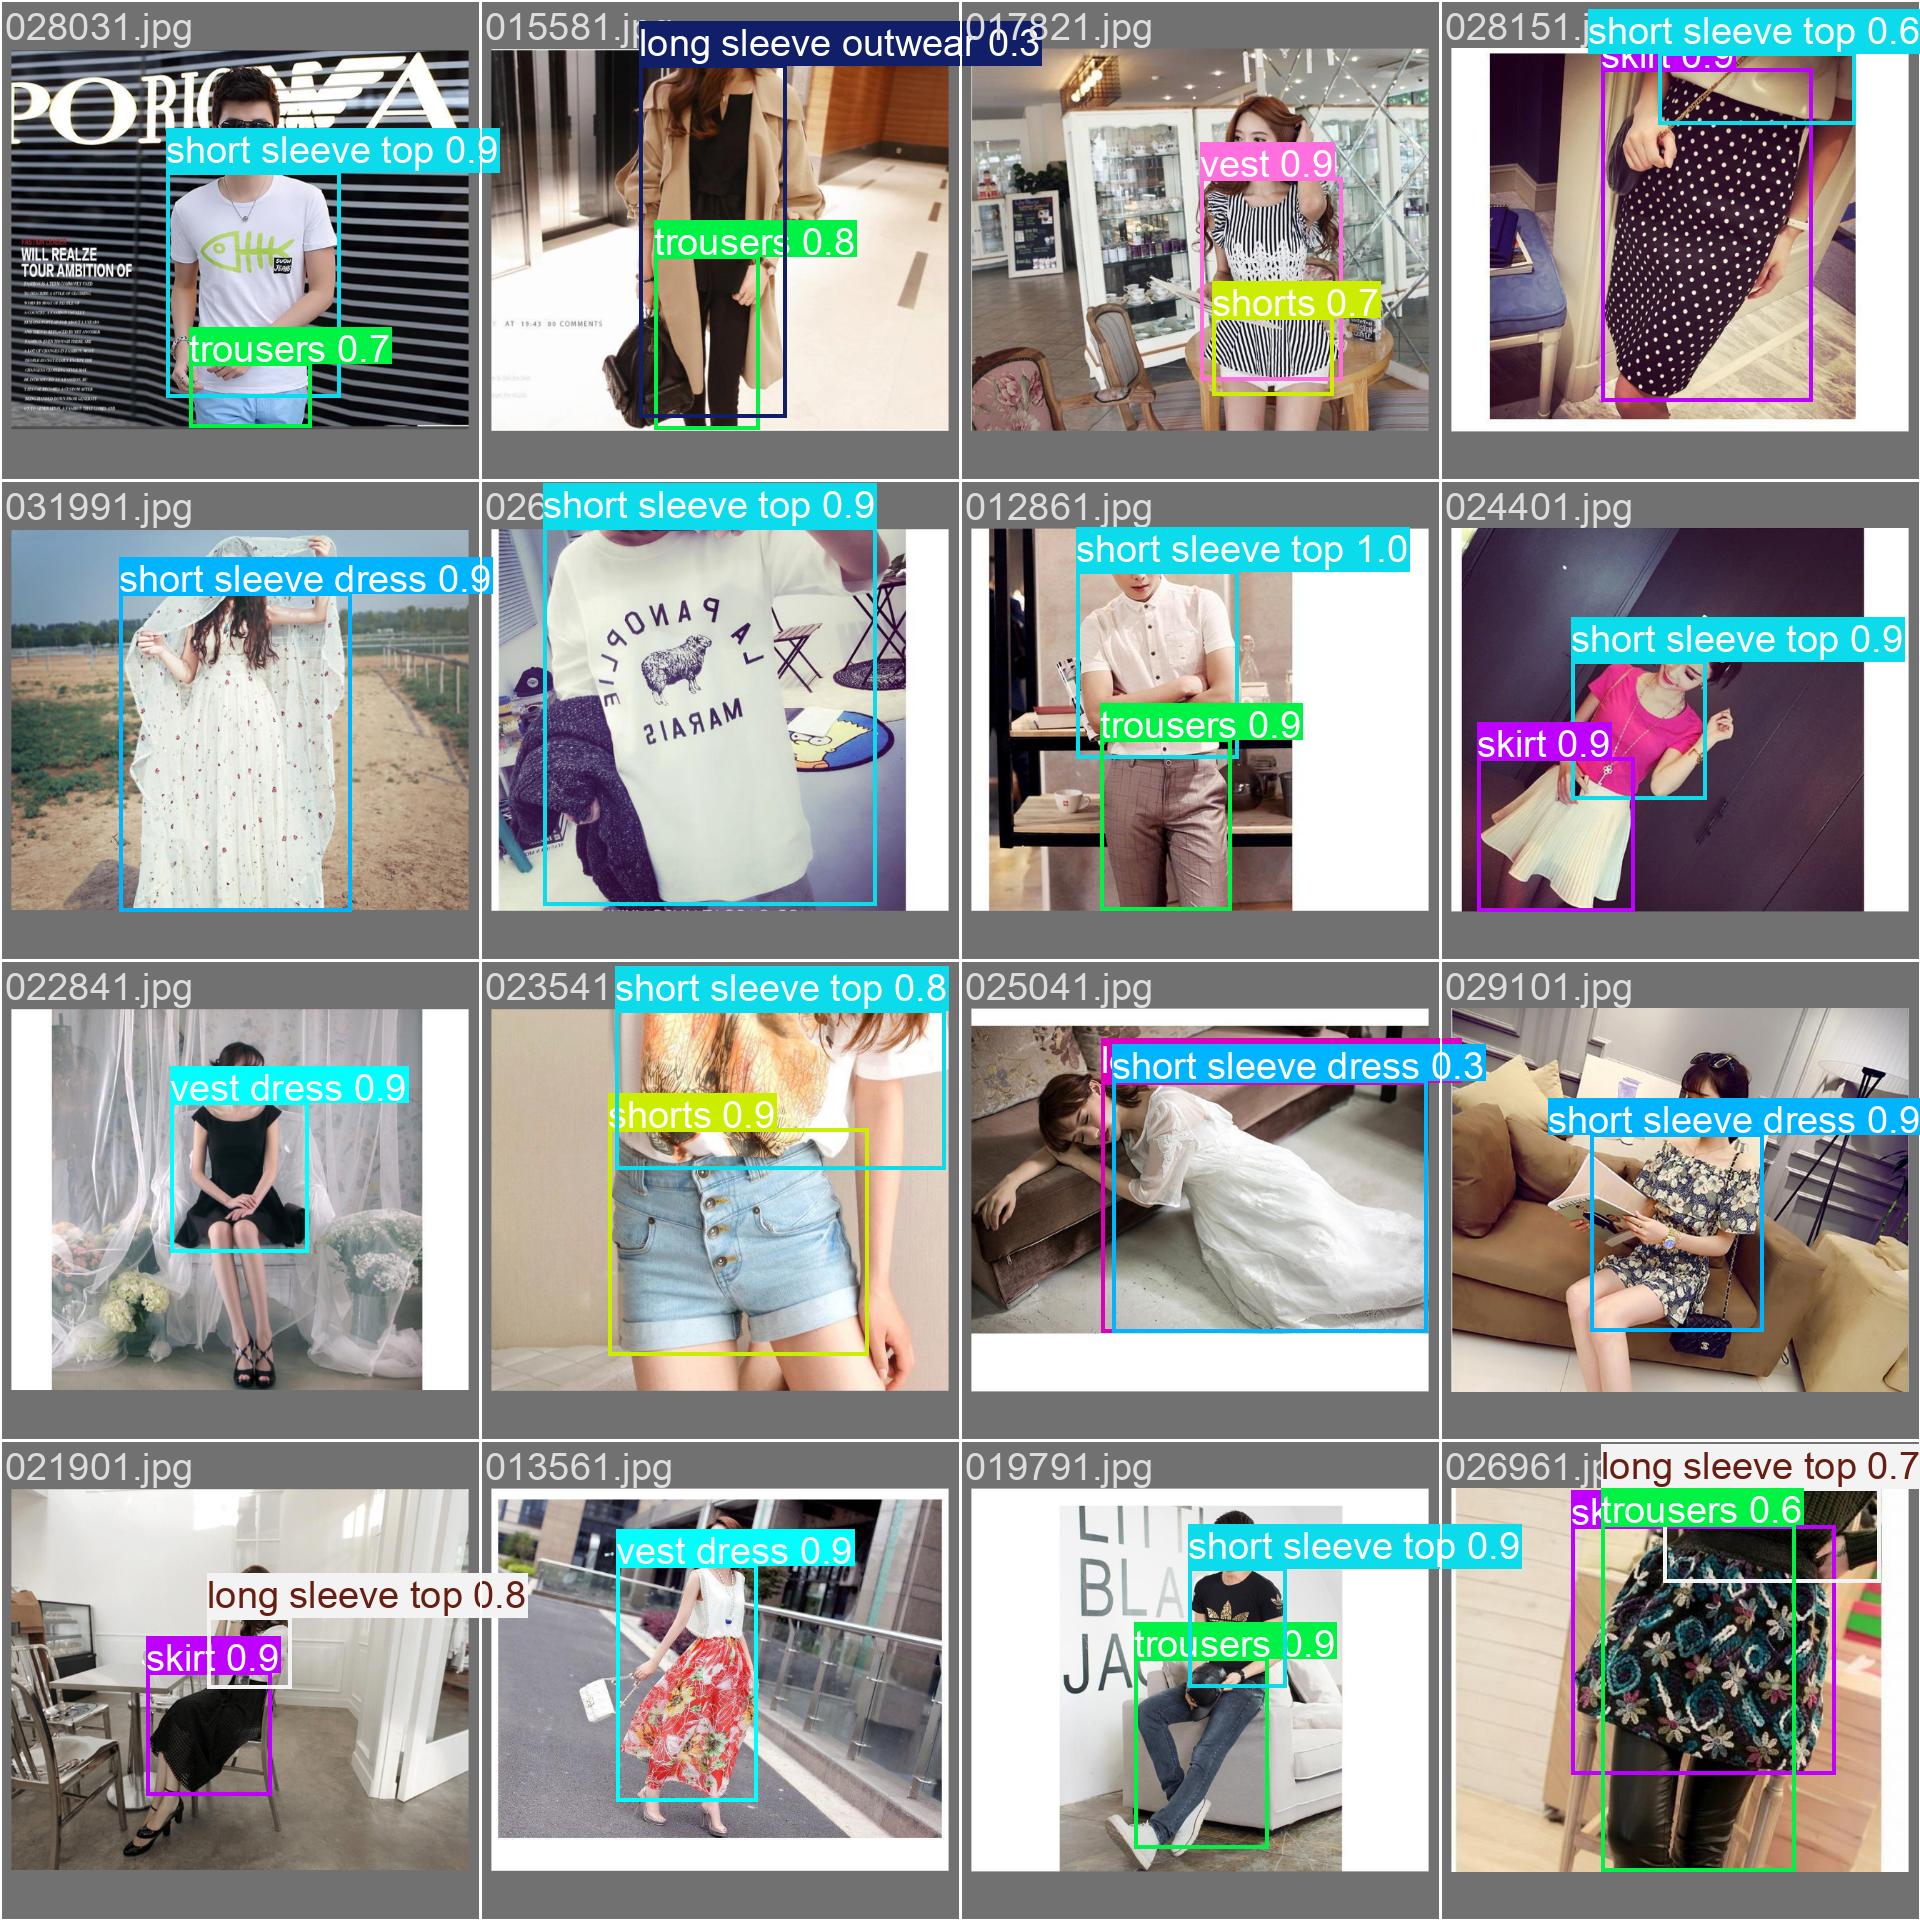 028031.jpg
PORIO
A
short sleeve top 0.9
SUON
JEANS
WILL REALZE
TOUR AMBITION OF
trousers 0.7
015581.jp
long sleeve outwear 0.3
trousers 0.8
AT 19:43 80 COMMENTS
017821.jpg
vest 0.9
shorts 0.7
028151.j
short sleeve top 0.6
skirt 0.9
031991.jpg
short sleeve dress 0.9
026
short sleeve top 0.9
LA PANOPLIE
MARAIS
012861.jpg
short sleeve top 1.0
trousers 0.9
024401.jpg
short sleeve top 0.9
skirt 0.9
022841.jpg
vest dress 0.9
023541
short sleeve top 0.8
shorts 0.9
025041.jpg
short sleeve dress 0.3
029101.jpg
short sleeve dress 0.9
021901.jpg
long sleeve top 0.8
skirt 0.9
013561.jpg
vest dress 0.9
019791.jpg
LITT
BLA
JA
short sleeve top 0.9
trousers 0.9
026961.jp
long sleeve top 0.7
sk
trousers 0.6